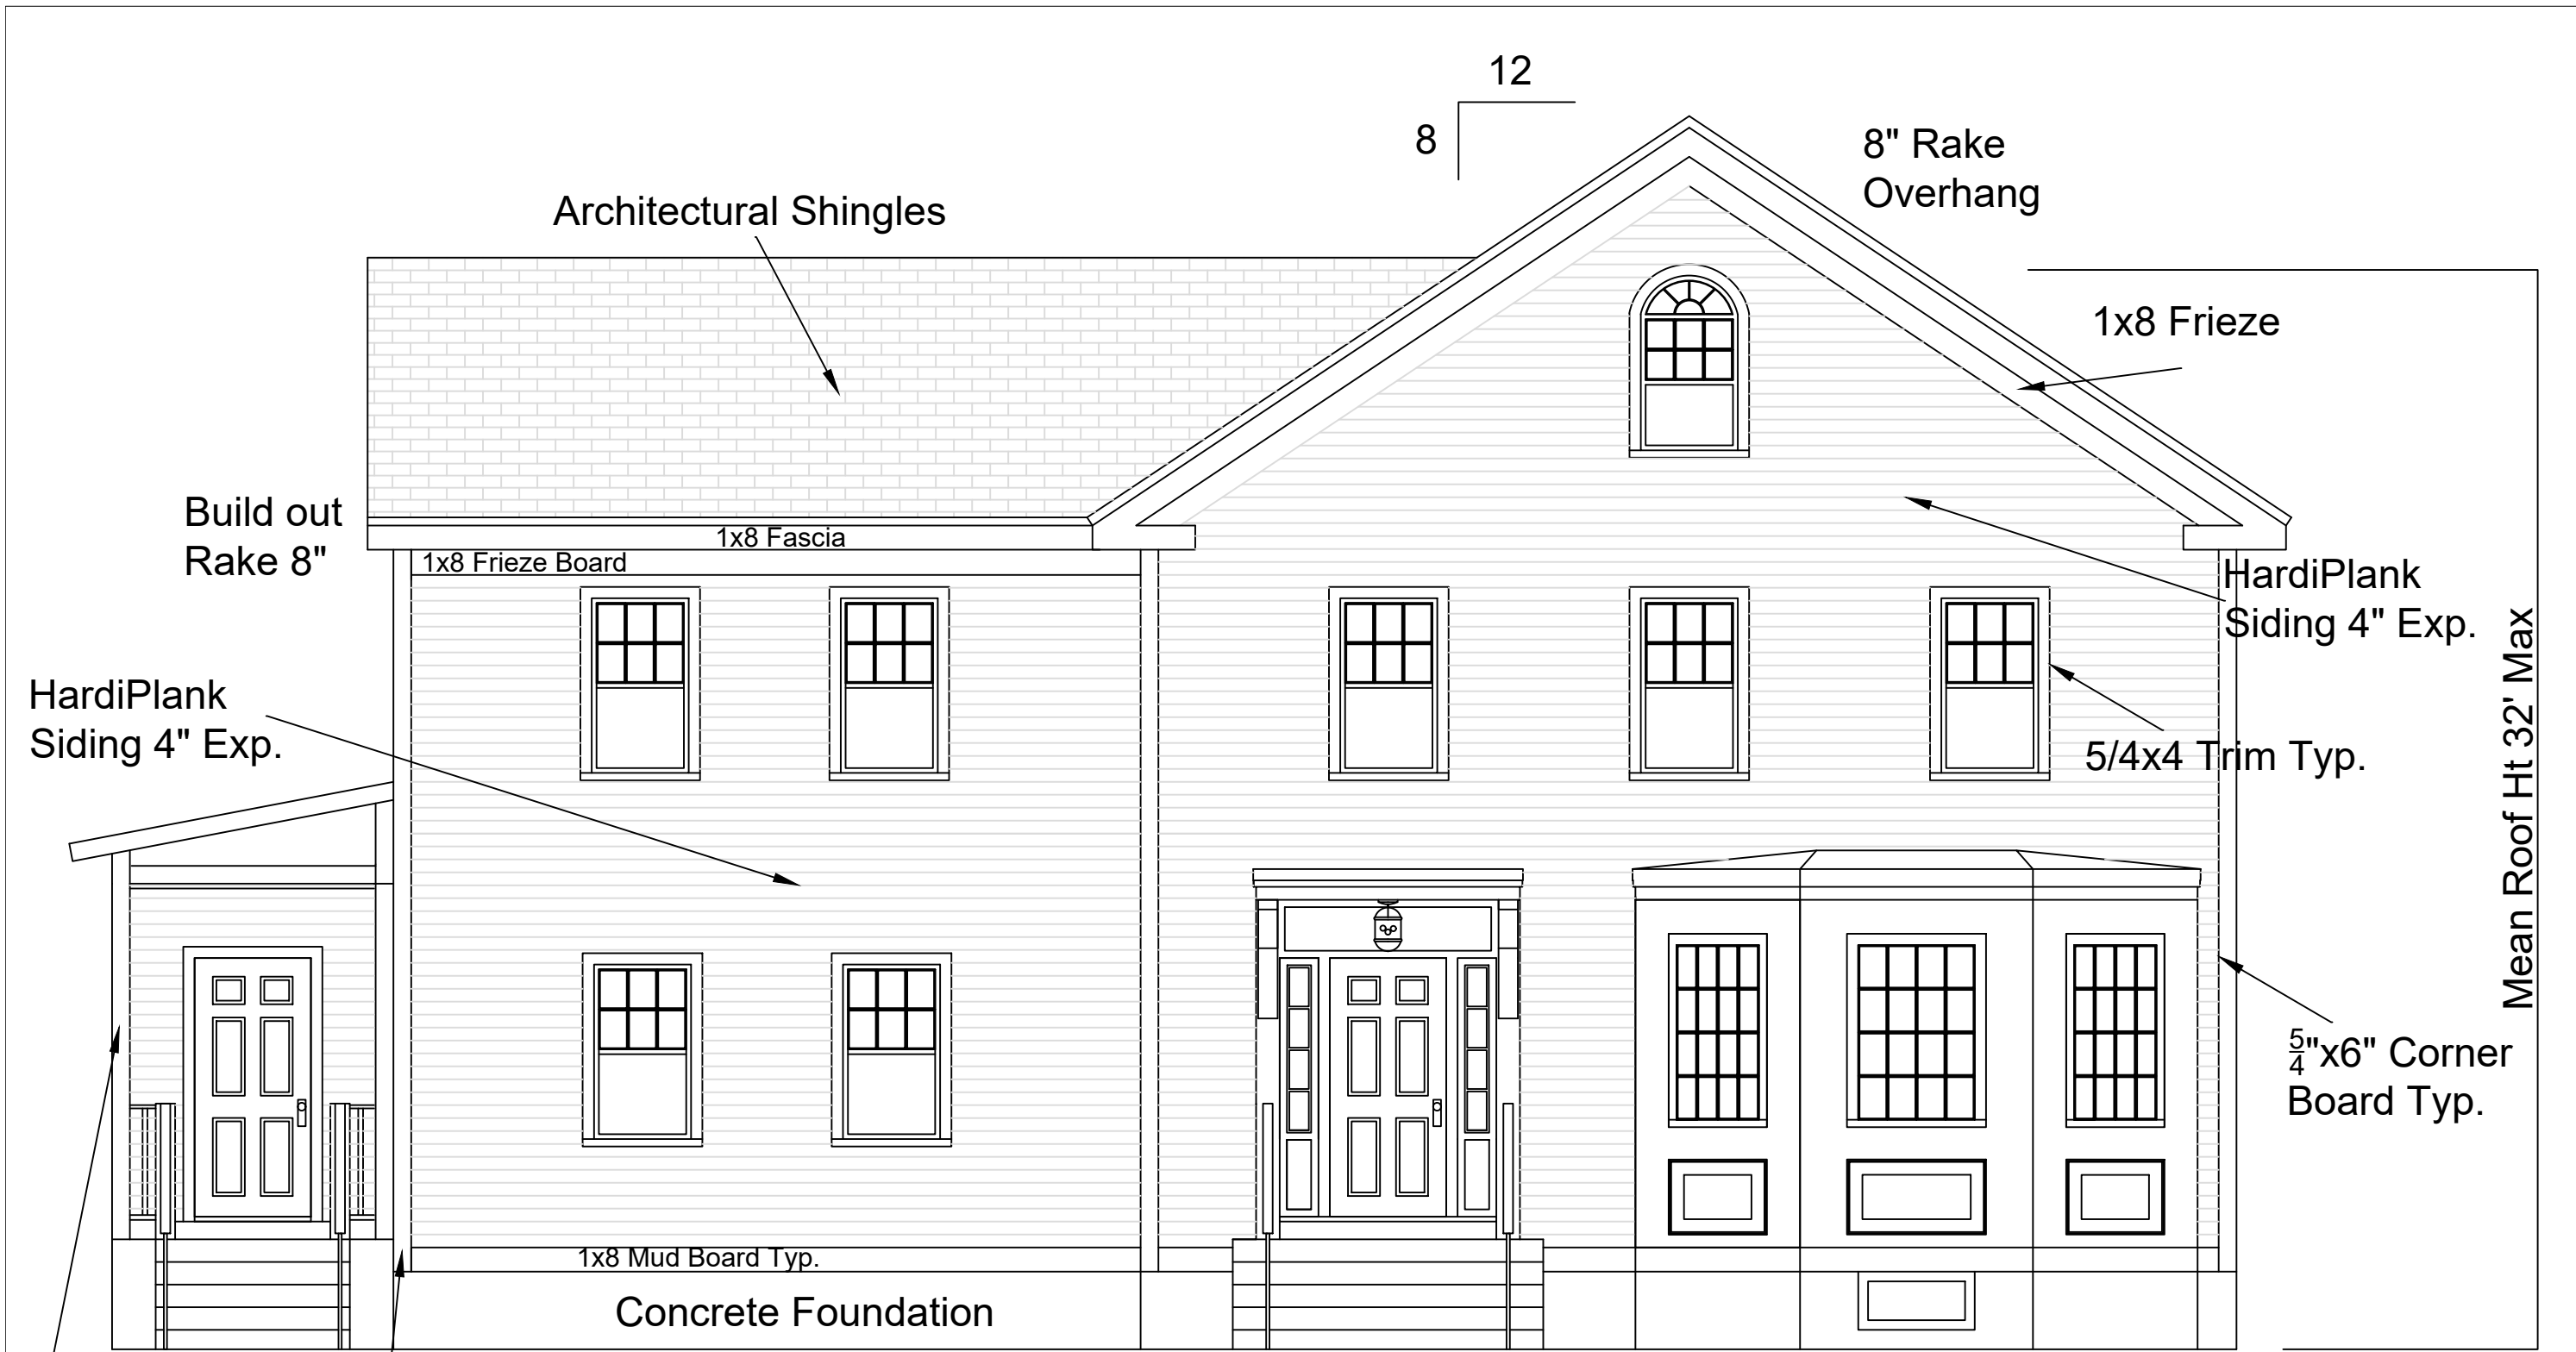 12
8
8" Rake
Overhang
Architectural Shingles
1x8 Frieze
Build out
Rake 8"
1x8 Fascia
1x8 Frieze Board
HardiPlank
Siding 4" Exp.
HardiPlank
Siding 4" Exp.
5/4x4 Trim Typ.
Mean Roof Ht 32' Max
5/4"x6" Corner
Board Typ.
1x8 Mud Board Typ.
Concrete Foundation